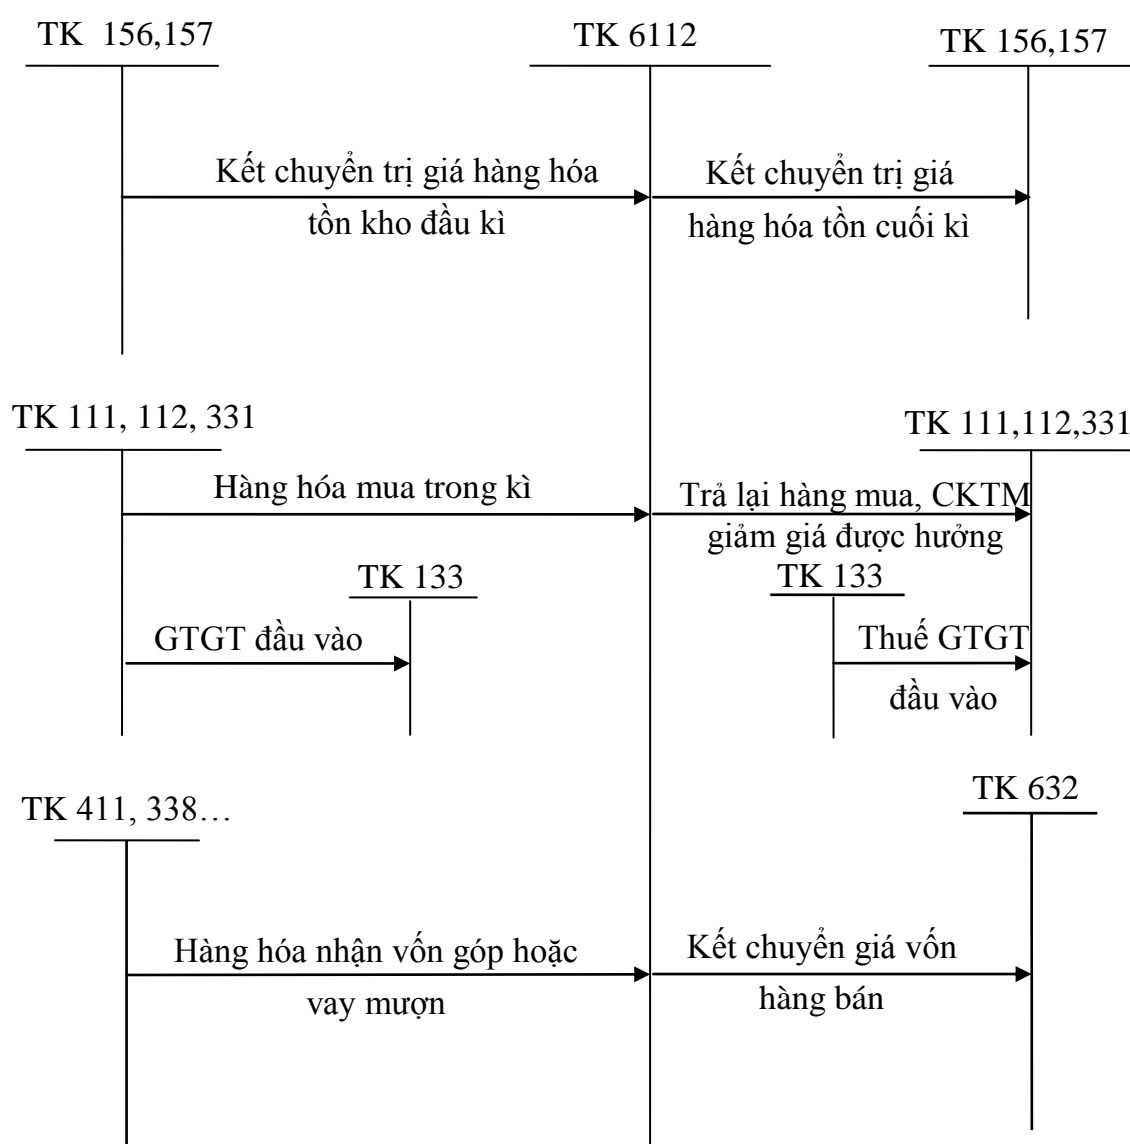 TK  156,157
TK 6112
TK 156,157
Kết chuyển trị giá hàng hóa
tồn kho đầu kì
Kết chuyển trị giá
hàng hóa tồn cuối kì
TK 111, 112, 331
TK 111,112,331
Hàng hóa mua trong kì
Trả lại hàng mua, CKTM
giảm giá được hưởng
TK 133
TK 133
GTGT đầu vào
Thuế GTGT
đầu vào
TK 411, 338…
TK 632
Hàng hóa nhận vốn góp hoặc
vay mượn
Kết chuyển giá vốn
hàng bán